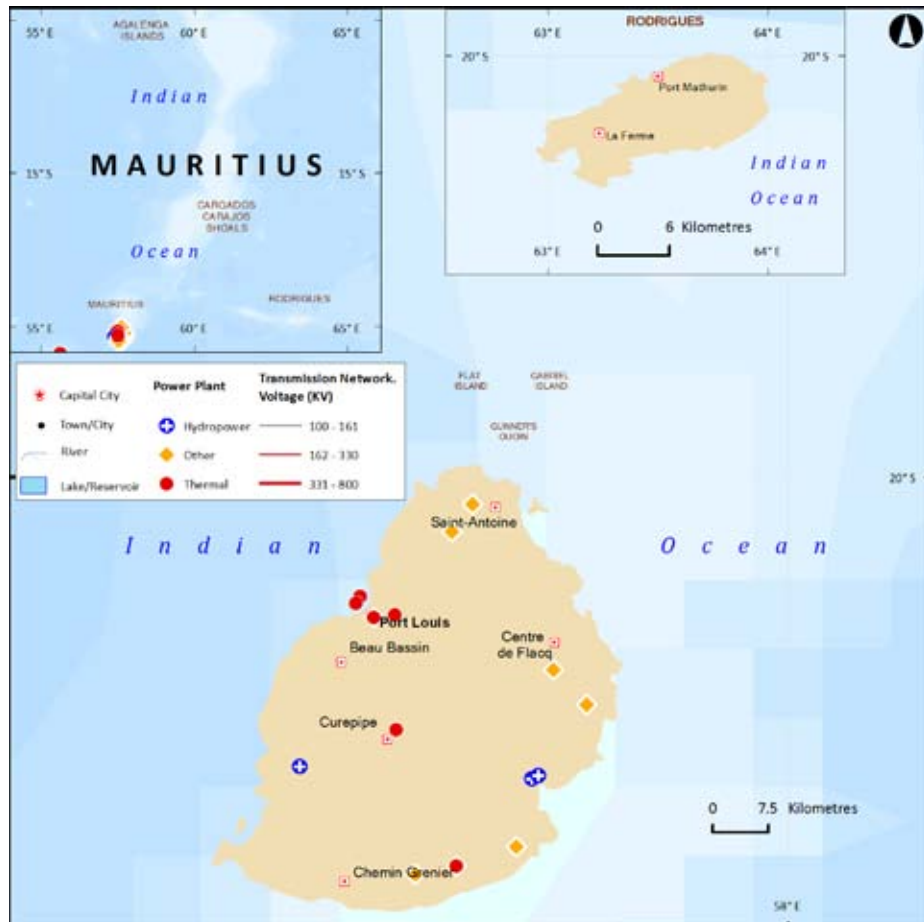 55° E
AGALENGA
ISLANDS
60° E
65° E
Indian
MAURITIUS
15° S
15° S
CARGADOS
CARAJOS
SHOALS
Ocean
MAURITIUS
RODRIGUES
55° E
60° E
65° E
RODRIGUES
63° E
64° E
20° S
20° S
Port Mathurin
La Ferme
Indian
Ocean
0 6 Kilometres
63° E
64° E
Capital City
Town/City
River
Lake/Reservoir
Power Plant
Hydropower
Other
Thermal
Transmission Network.
Voltage (KV)
100 - 161
162 - 330
331 - 800
FLAT
ISLAND
GABRIEL
ISLAND
GUNNER'S
QUOIN
20° S
Indian
Ocean
Saint-Antoine
Port Louis
Beau Bassin
Centre
de Flacq
Curepipe
0 7.5 Kilometres
Chemin Grenier
58° E